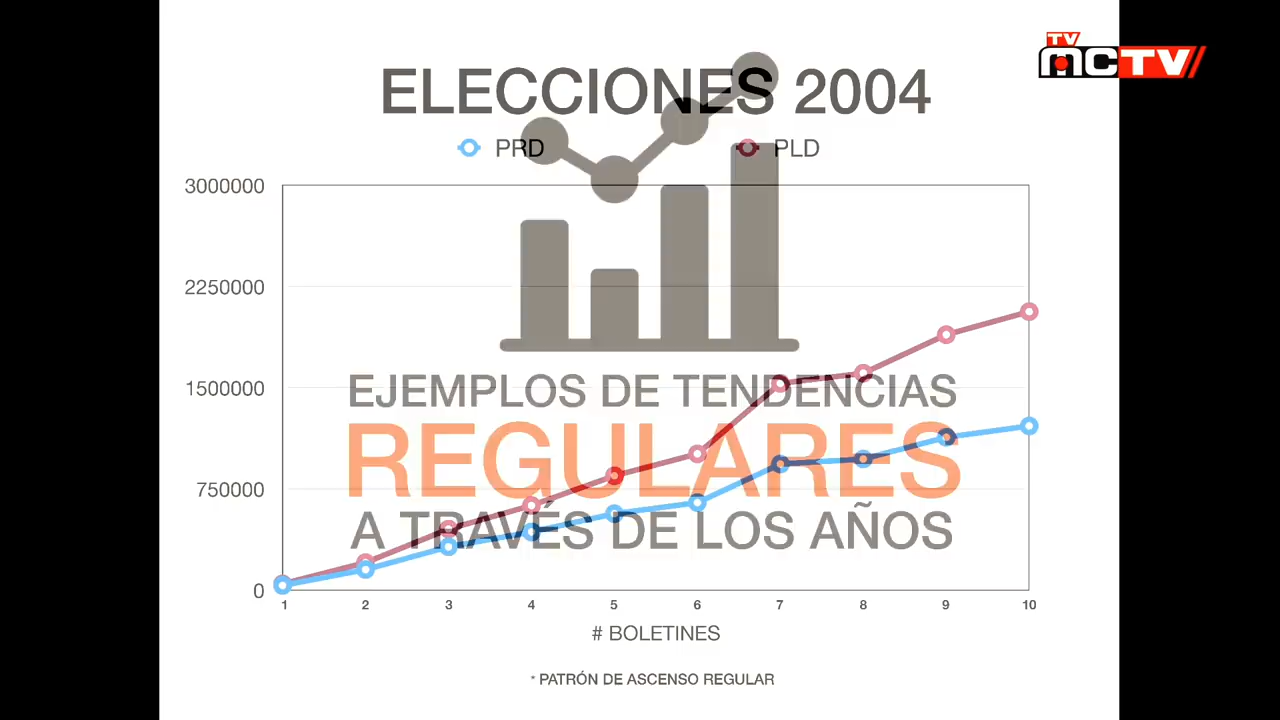 TV
MCTV
ELECCIONES 2004
PRD
PLD
3000000
2250000
1500000
750000
0
EJEMPLOS DE TENDENCIAS
REGULARES
A TRAVÉS DE LOS AÑOS
1 2 3 4 5 6 7 8 9 10
# BOLETINES
* PATRÓN DE ASCENSO REGULAR